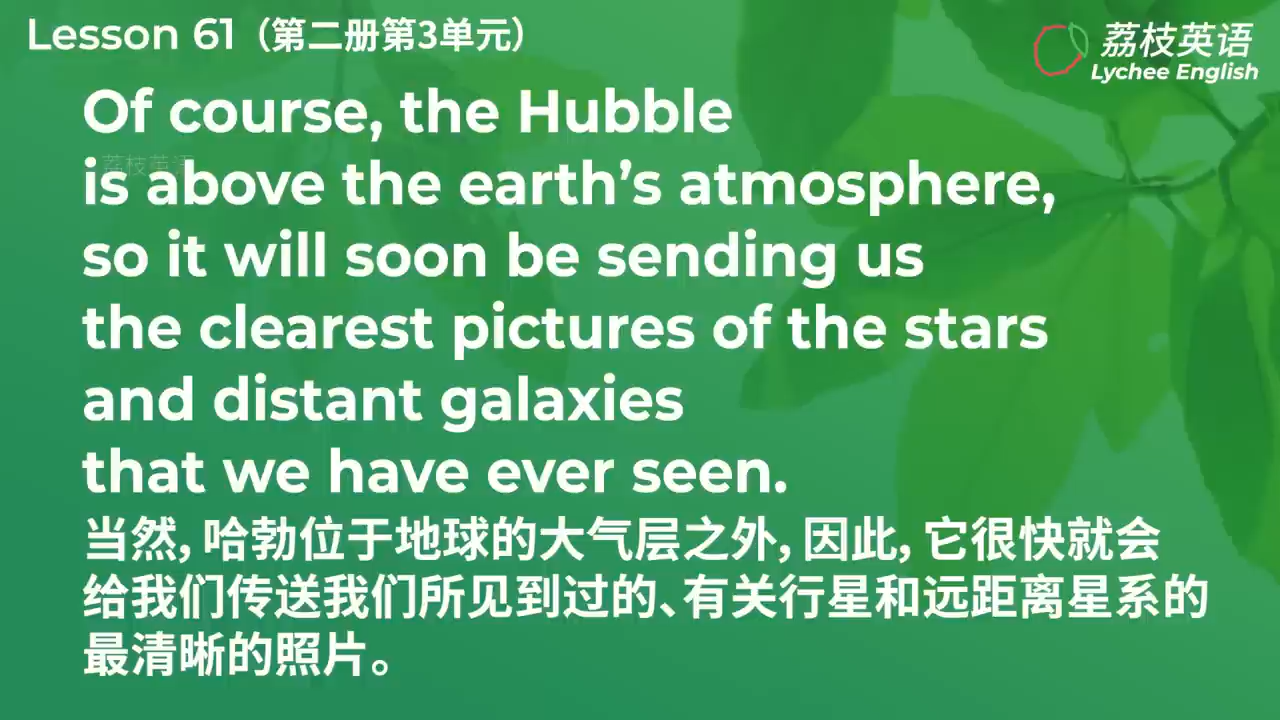 Lesson 61（第二册第3单元）
荔枝英语
Lychee English
Of course, the Hubble
荔枝英语
is above the earth’s atmosphere,
so it will soon be sending us
the clearest pictures of the stars
and distant galaxies
that we have ever seen.
当然，哈勃位于地球的大气层之外，因此，它很快就会
给我们传送我们所见到过的、有关行星和远距离星系的
最清晰的照片。